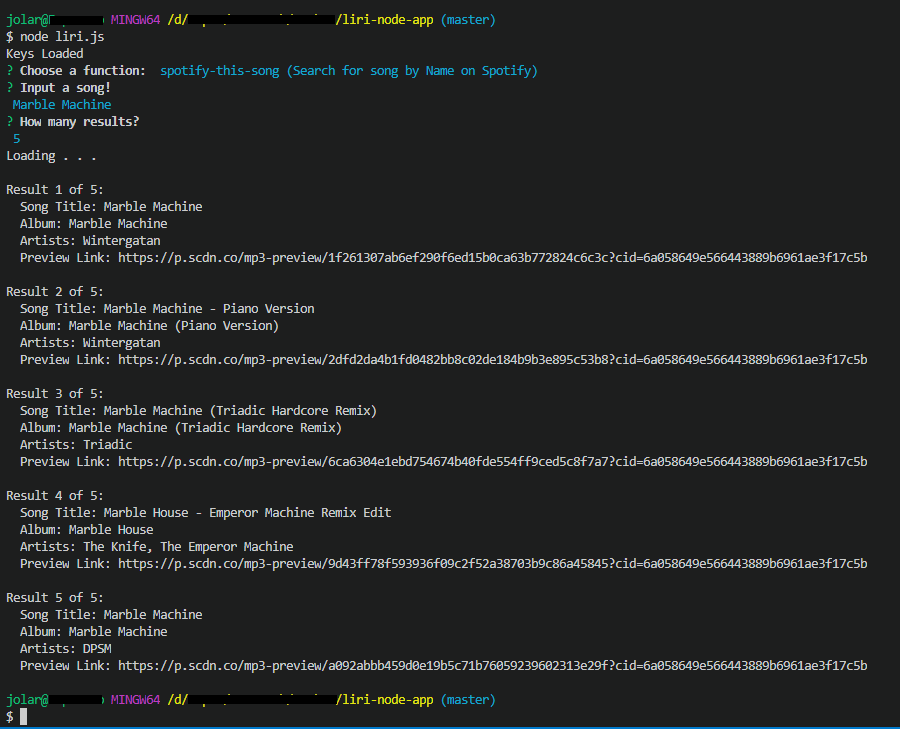 jolar@ MINGW64 /d/ /liri-node-app (master)
$ node liri.js
Keys Loaded
? Choose a function:  spotify-this-song (Search for song by Name on Spotify)
? Input a song!
Marble Machine
? How many results?
5
Loading . . .
Result 1 of 5:
Song Title: Marble Machine
Album: Marble Machine
Artists: Wintergatan
Preview Link: https://p.scdn.co/mp3-preview/1f261307ab6ef290f6ed15b0ca63b772824c6c3c?cid=6a058649e566443889b6961ae3f17c5b
Result 2 of 5:
Song Title: Marble Machine - Piano Version
Album: Marble Machine (Piano Version)
Artists: Wintergatan
Preview Link: https://p.scdn.co/mp3-preview/2dfd2da4b1fd0482bb8c02de184b9b3e895c53b8?cid=6a058649e566443889b6961ae3f17c5b
Result 3 of 5:
Song Title: Marble Machine (Triadic Hardcore Remix)
Album: Marble Machine (Triadic Hardcore Remix)
Artists: Triadic
Preview Link: https://p.scdn.co/mp3-preview/6ca6304e1ebd754674b40fde554ff9ced5c8f7a7?cid=6a058649e566443889b6961ae3f17c5b
Result 4 of 5:
Song Title: Marble House - Emperor Machine Remix Edit
Album: Marble House
Artists: The Knife, The Emperor Machine
Preview Link: https://p.scdn.co/mp3-preview/9d43ff78f593936f09c2f52a38703b9c86a45845?cid=6a058649e566443889b6961ae3f17c5b
Result 5 of 5:
Song Title: Marble Machine
Album: Marble Machine
Artists: DPSM
Preview Link: https://p.scdn.co/mp3-preview/a092abbb459d0e19b5c71b76059239602313e29f?cid=6a058649e566443889b6961ae3f17c5b
jolar@ MINGW64 /d/ /liri-node-app (master)
$